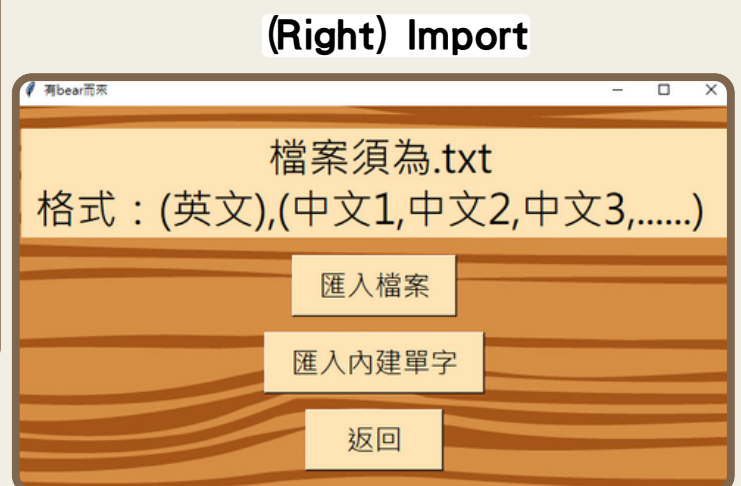 (Right) Import
有bear而來
檔案須為.txt
格式：(英文),(中文1,中文2,中文3,......)
匯入檔案
匯入內建單字
返回